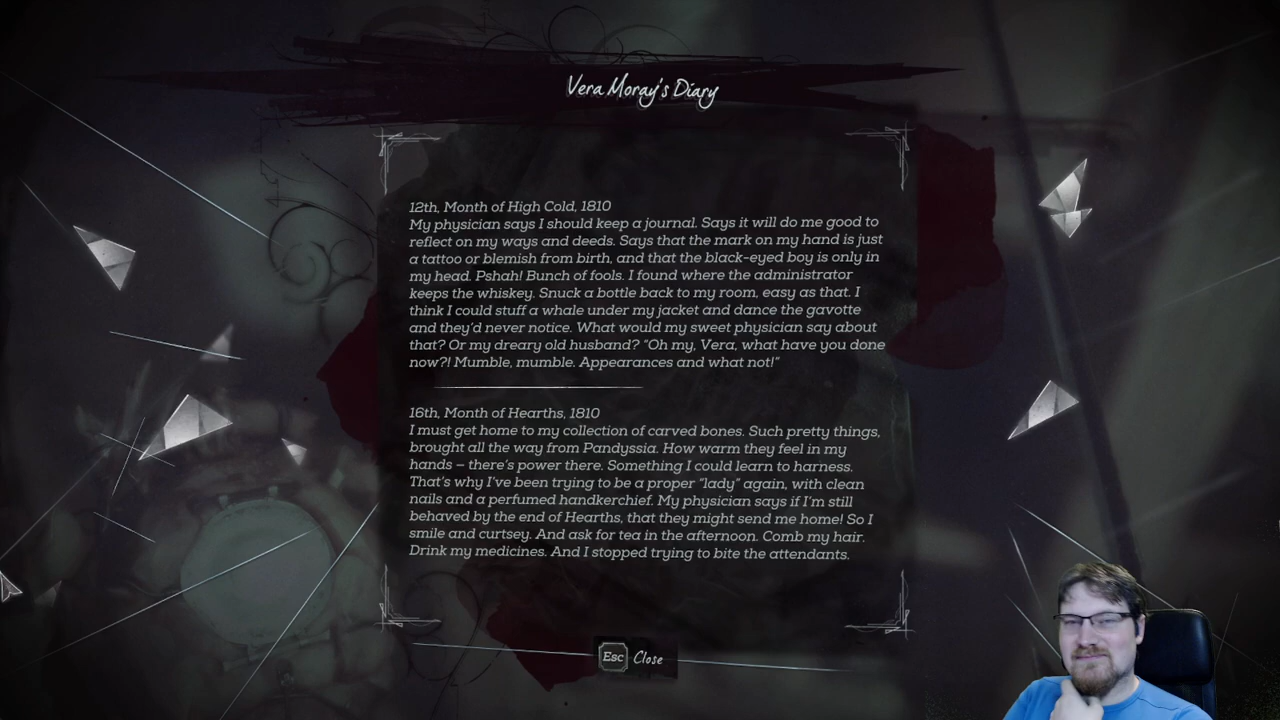 Vera Moray's Diary
12th, Month of High Cold, 1810
My physician says I should keep a journal. Says it will do me good to
reflect on my ways and deeds. Says that the mark on my hand is just
a tattoo or blemish from birth, and that the black-eyed boy is only in
my head. Pshah! Bunch of fools. I found where the administrator
keeps the whiskey. Snuck a bottle back to my room, easy as that. I
think I could stuff a whale under my jacket and dance the gavotte
and they'd never notice. What would my sweet physician say about
that? Or my dreary old husband? "Oh my, Vera, what have you done
now?! Mumble, mumble. Appearances and what not!"
16th, Month of Hearths, 1810
I must get home to my collection of carved bones. Such pretty things,
brought all the way from Pandyssia. How warm they feel in my
hands – there's power there. Something I could learn to harness.
That's why I've been trying to be a proper "lady" again, with clean
nails and a perfumed handkerchief. My physician says if I'm still
behaved by the end of Hearths, that they might send me home! So I
smile and curtsey. And ask for tea in the afternoon. Comb my hair.
Drink my medicines. And I stopped trying to bite the attendants.
Esc Close